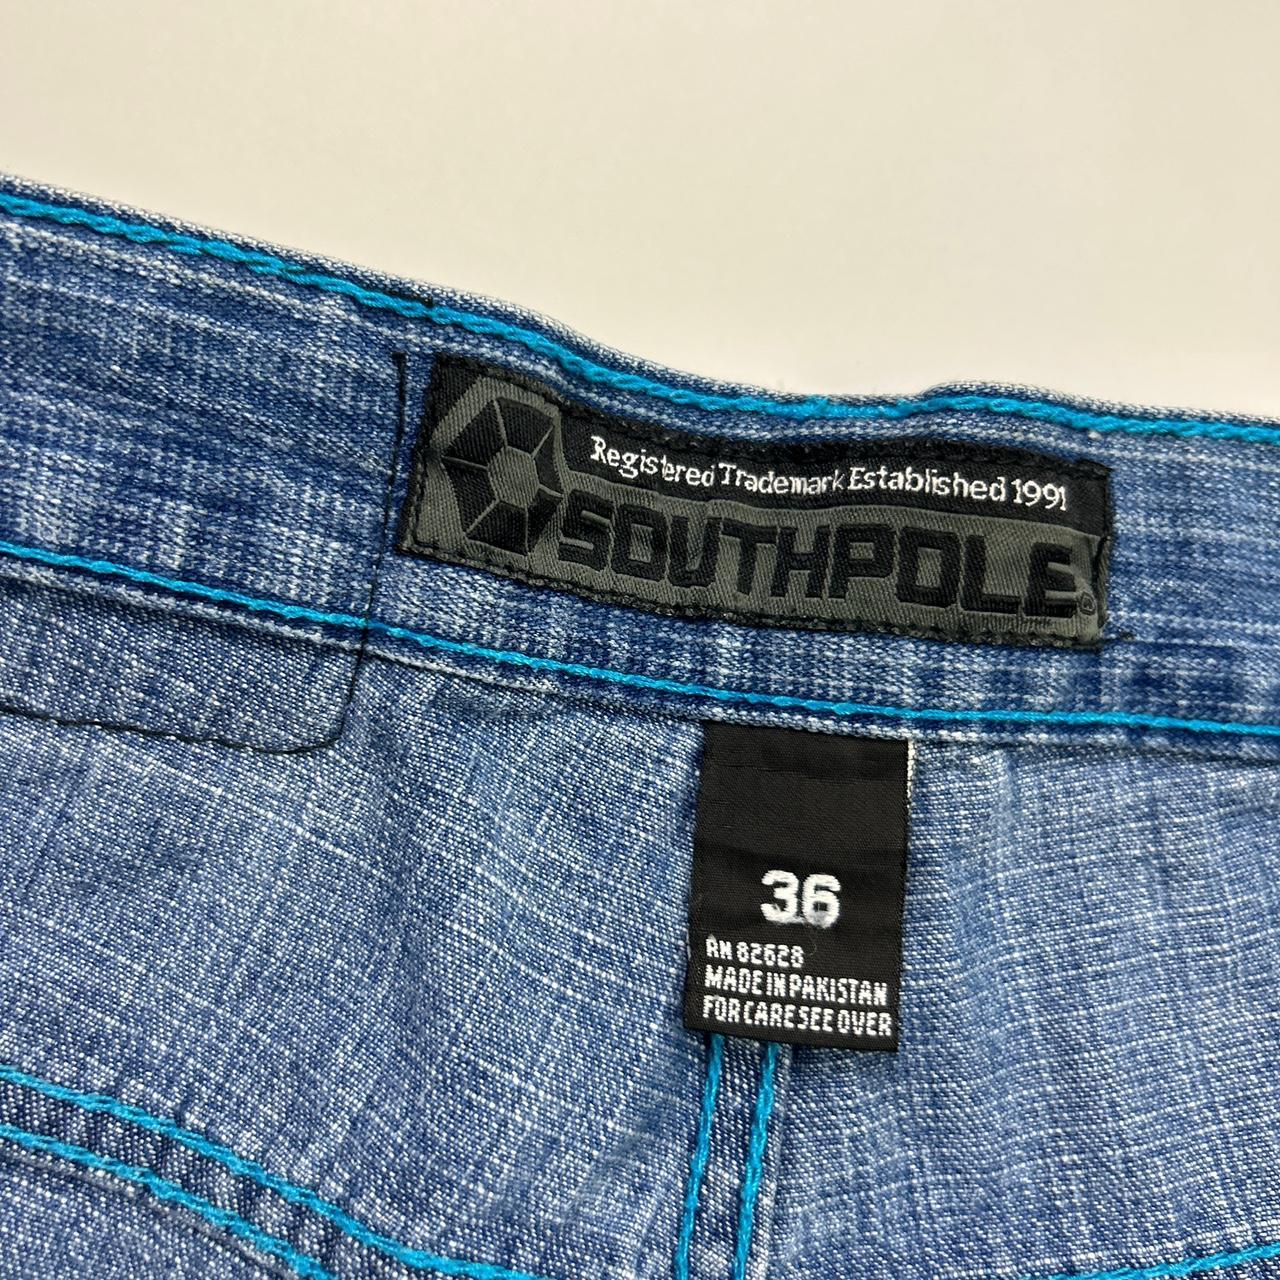 Registered Trademark Established 1991
SOUTHPOLE®
36
RN 82628
MADE IN PAKISTAN
FOR CARE SEE OVER